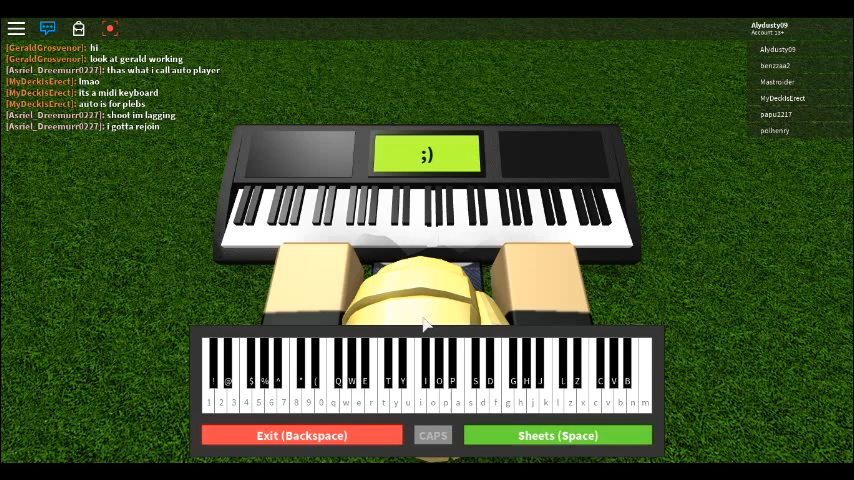 Alydusty09
Account: 13+
[GeraldGrosvenor]: hi
[GeraldGrosvenor]: look at gerald working
[Asriel_Dreemurr0227]: thas what i call auto player
[MyDeckIsErect]: lmao
[MyDeckIsErect]: its a midi keyboard
[MyDeckIsErect]: auto is for plebs
[Asriel_Dreemurr0227]: shoot im lagging
[Asriel_Dreemurr0227]: i gotta rejoin
Alydusty09
benzzaa2
Mastroider
MyDeckIsErect
papu2217
polhenry
;)
! @ $ % ^ * ( Q W E T Y I O P S D G H J L Z C V B
1 2 3 4 5 6 7 8 9 0 q w e r t y u i o p a s d f g h j k l z x c v b n m
Exit (Backspace)
CAPS
Sheets (Space)